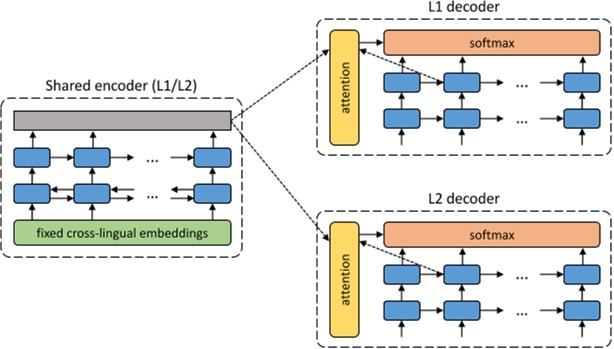 Shared encoder (L1/L2)
...
...
fixed cross-lingual embeddings
L1 decoder
attention
softmax
...
...
L2 decoder
attention
softmax
...
...